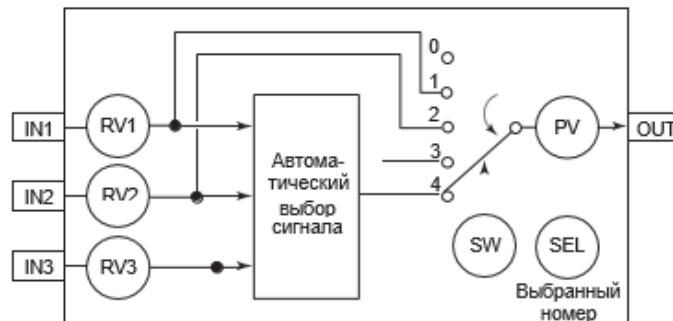 0
1
2
3
4
IN1
RV1
PV
OUT
IN2
RV2
Автома-
тический
выбор
сигнала
IN3
RV3
SW
SEL
Выбранный
номер